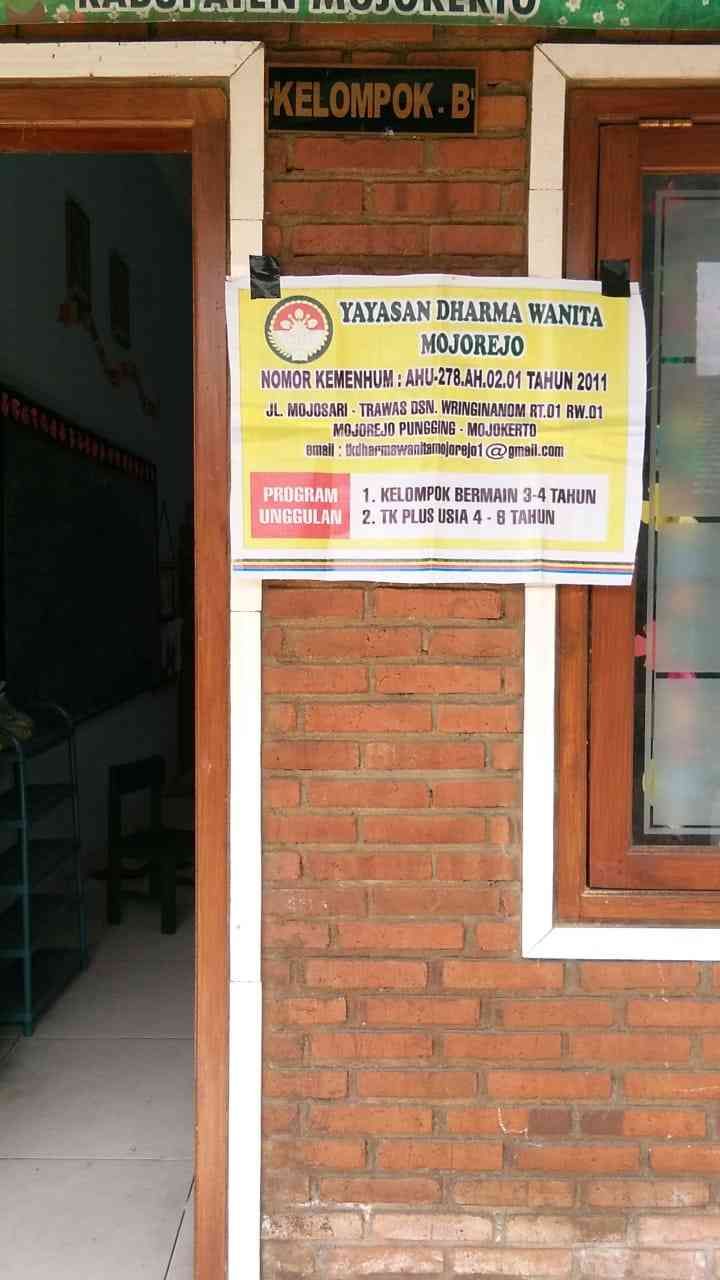 KABUPATEN MOJOKERTO
"KELOMPOK - B"
YAYASAN DHARMA WANITA
MOJOREJO
NOMOR KEMENHUM : AHU-278.AH.02.01 TAHUN 2011
JL. MOJOSARI - TRAWAS DSN. WRINGINANOM RT.01 RW.01
MOJOREJO PUNGGING - MOJOKERTO
email : tkdharmawanitamojorejo1@gmail.com
PROGRAM UNGGULAN
1. KELOMPOK BERMAIN 3-4 TAHUN
2. TK PLUS USIA 4 - 6 TAHUN